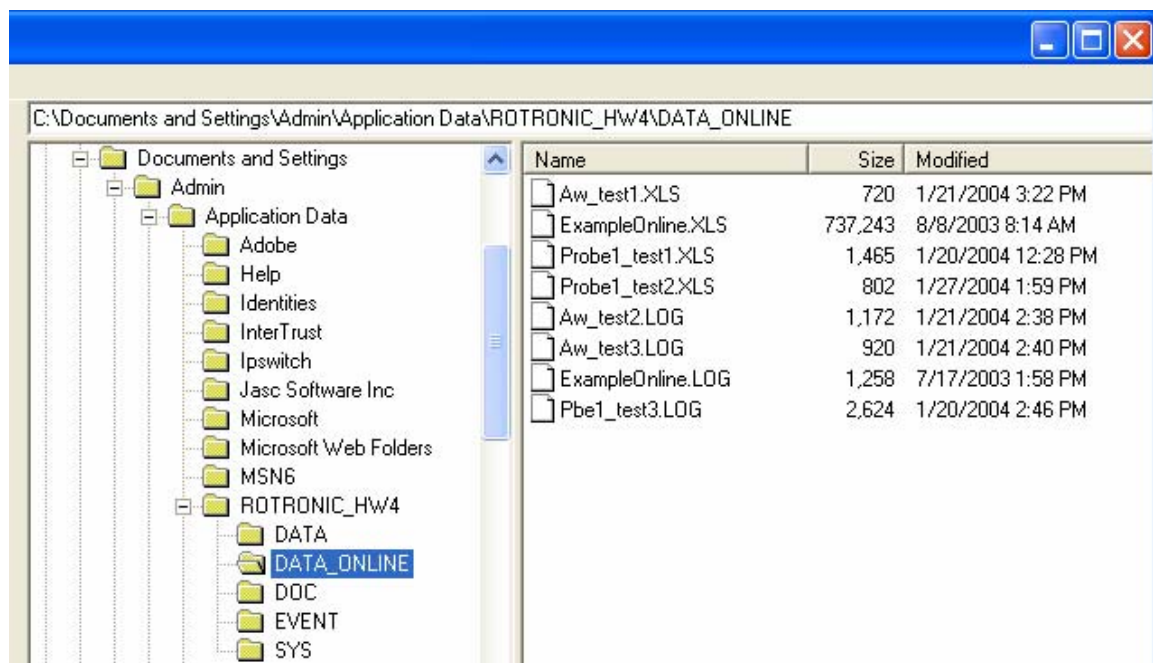 C:\Documents and Settings\Admin\Application Data\ROTRONIC_HW4\DATA_ONLINE
Documents and Settings
Admin
Application Data
Adobe
Help
Identities
InterTrust
Ipswitch
Jasc Software Inc
Microsoft
Microsoft Web Folders
MSN6
ROTRONIC_HW4
DATA
DATA_ONLINE
DOC
EVENT
SYS
Name Size Modified
Aw_test1.XLS 720 1/21/2004 3:22 PM
ExampleOnline.XLS 737,243 8/8/2003 8:14 AM
Probe1_test1.XLS 1,465 1/20/2004 12:28 PM
Probe1_test2.XLS 802 1/27/2004 1:59 PM
Aw_test2.LOG 1,172 1/21/2004 2:38 PM
Aw_test3.LOG 920 1/21/2004 2:40 PM
ExampleOnline.LOG 1,258 7/17/2003 1:58 PM
Pbe1_test3.LOG 2,624 1/20/2004 2:46 PM